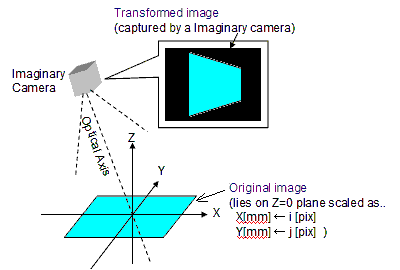 Transformed image
(captured by a Imaginary camera)
Imaginary
Camera
Optical Axis
Z
Y
X
Original image
(lies on Z=0 plane scaled as..
X[mm] ← i [pix]
Y[mm] ← j [pix] )